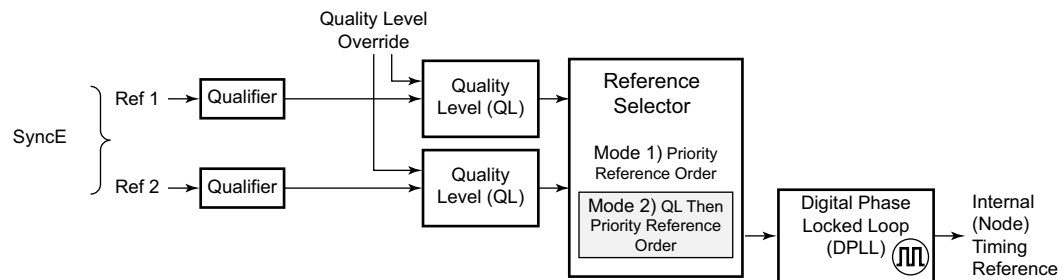 Quality Level
Override
SyncE
Ref 1
Qualifier
Quality
Level (QL)
Ref 2
Qualifier
Quality
Level (QL)
Reference
Selector
Mode 1) Priority
Reference Order
Mode 2) QL Then
Priority Reference
Order
Digital Phase
Locked Loop
(DPLL)
Internal
(Node)
Timing
Reference